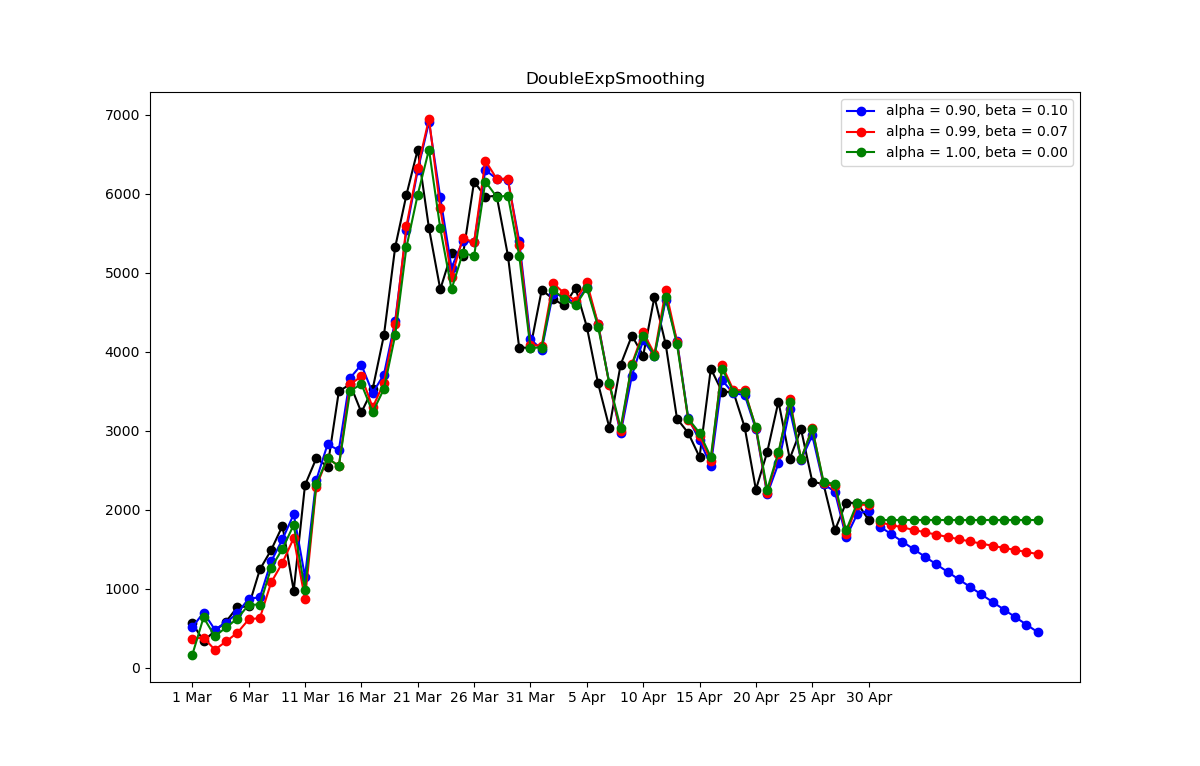 DoubleExpSmoothing
alpha = 0.90, beta = 0.10
alpha = 0.99, beta = 0.07
alpha = 1.00, beta = 0.00
7000
6000
5000
4000
3000
2000
1000
0
1 Mar 6 Mar 11 Mar 16 Mar 21 Mar 26 Mar 31 Mar 5 Apr 10 Apr 15 Apr 20 Apr 25 Apr 30 Apr